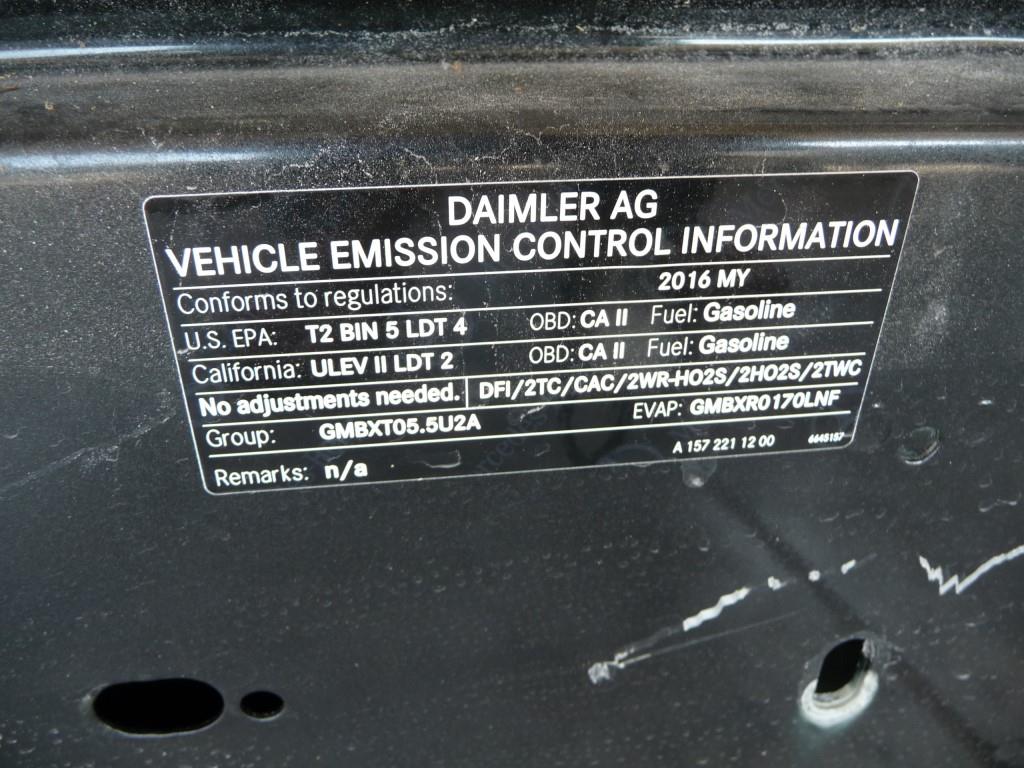 DAIMLER AG
VEHICLE EMISSION CONTROL INFORMATION
Conforms to regulations: 2016 MY
U.S. EPA: T2 BIN 5 LDT 4 OBD: CA II Fuel: Gasoline
California: ULEV II LDT 2 OBD: CA II Fuel: Gasoline
No adjustments needed. DFI/2TC/CAC/2WR-HO2S/2HO2S/2TWC
Group: GMBXT05.5U2A EVAP: GMBXR0170LNF
A 157 221 12 00 6445157
Remarks: n/a